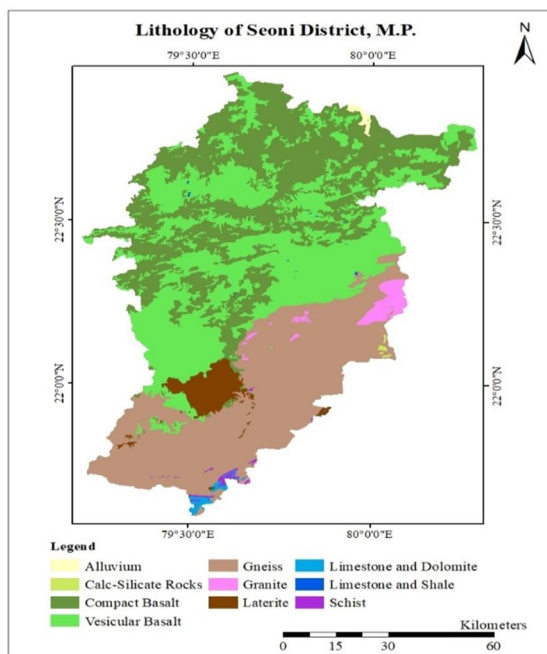 Lithology of Seoni District, M.P.
N
79°30'0"E 80°0'0"E
22°30'0"N 22°30'0"N
22°0'0"N 22°0'0"N
79°30'0"E 80°0'0"E
Legend
Alluvium Gneiss Limestone and Dolomite
Calc-Silicate Rocks Granite Limestone and Shale
Compact Basalt Laterite Schist
Vesicular Basalt
Kilometers
0 15 30 60